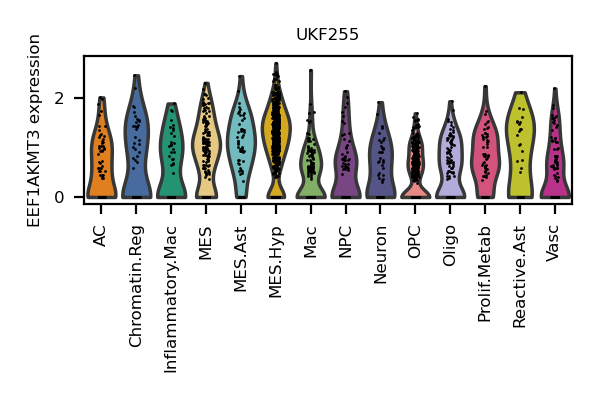 UKF255
EEF1AKMT3 expression
2
0
AC
Chromatin.Reg
Inflammatory.Mac
MES
MES.Ast
MES.Hyp
Mac
NPC
Neuron
OPC
Oligo
Prolif.Metab
Reactive.Ast
Vasc